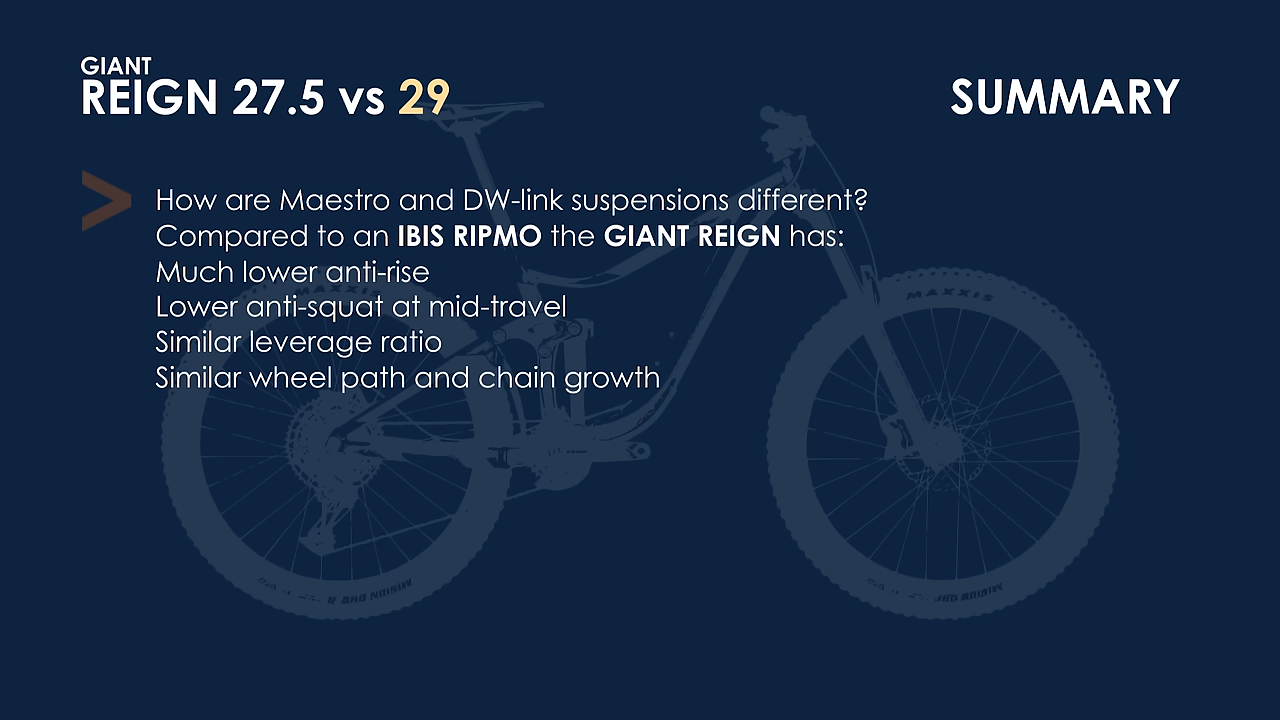 GIANT
REIGN 27.5 vs 29
SUMMARY
> How are Maestro and DW-link suspensions different?
Compared to an IBIS RIPMO the GIANT REIGN has:
Much lower anti-rise
Lower anti-squat at mid-travel
Similar leverage ratio
Similar wheel path and chain growth
MAXXIS
MAXXIS